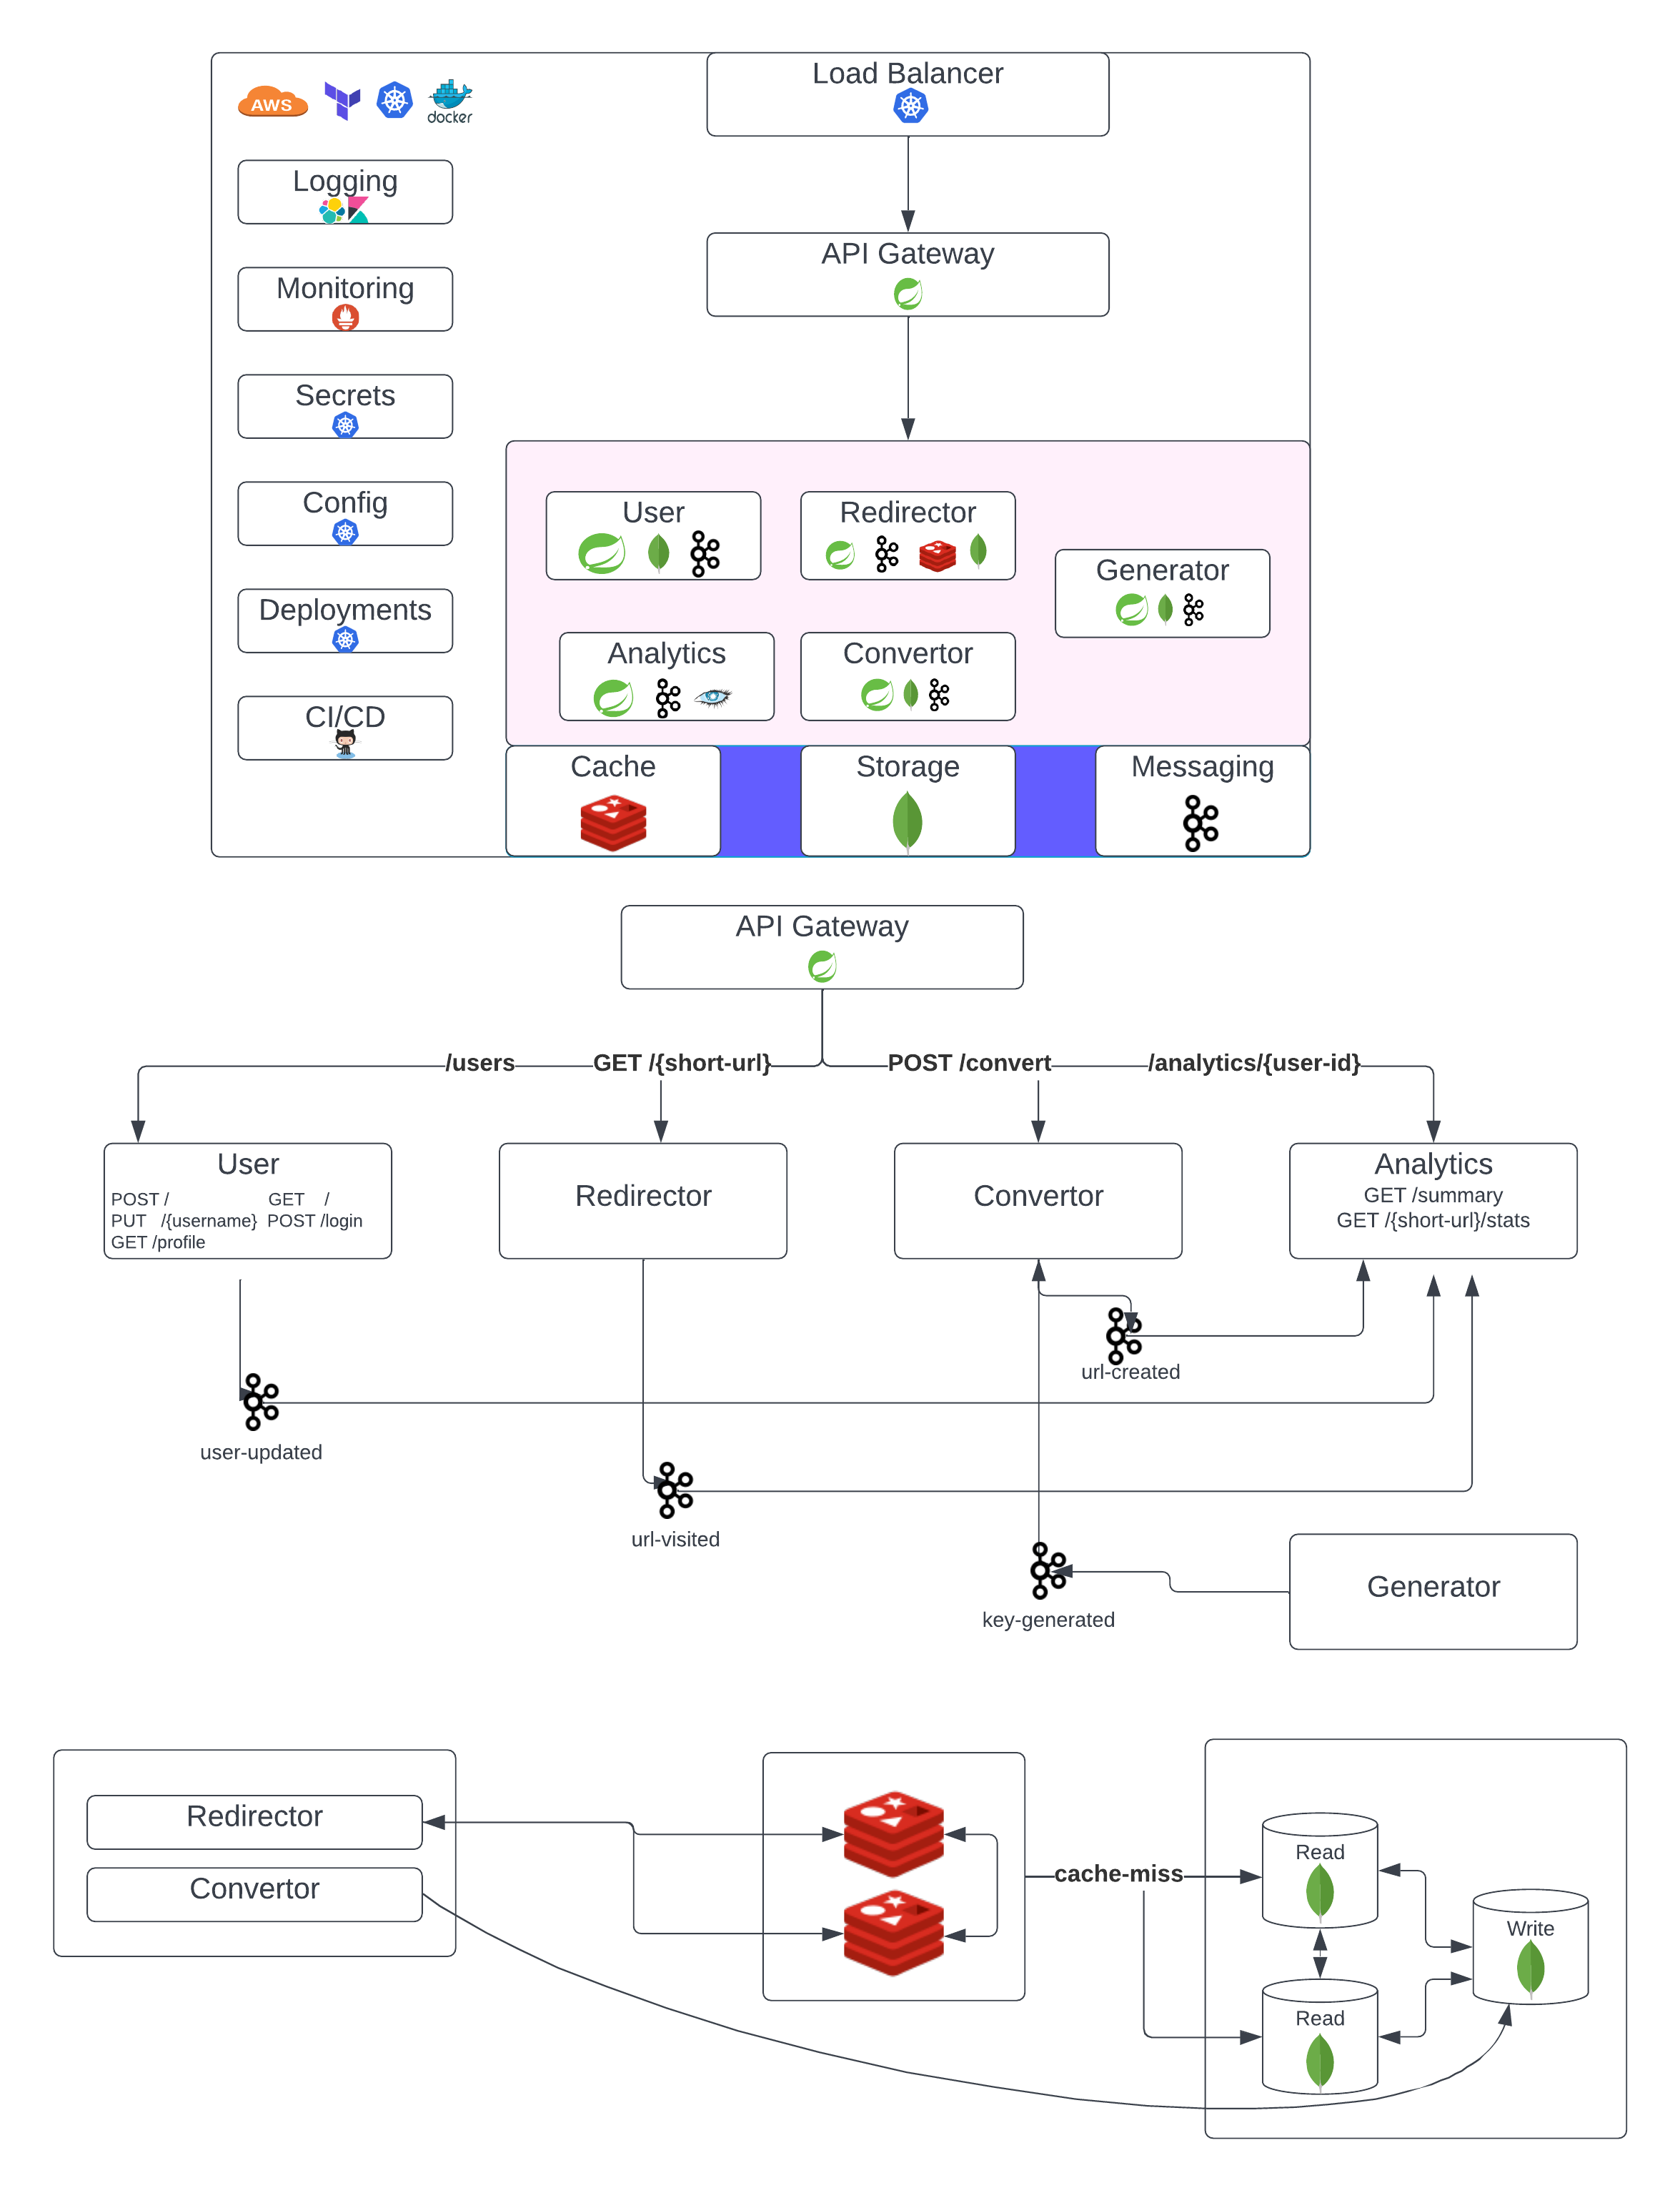 Load Balancer
AWS
docker
Logging
API Gateway
Monitoring
Secrets
Config
User
Redirector
Generator
Deployments
Analytics
Convertor
CI/CD
Cache
Storage
Messaging
API Gateway
/users
GET /{short-url}
POST /convert
/analytics/{user-id}
User
POST / GET /
PUT /{username} POST /login
GET /profile
Redirector
Convertor
Analytics
GET /summary
GET /{short-url}/stats
url-created
user-updated
url-visited
Generator
key-generated
Redirector
Convertor
cache-miss
Read
Write
Read